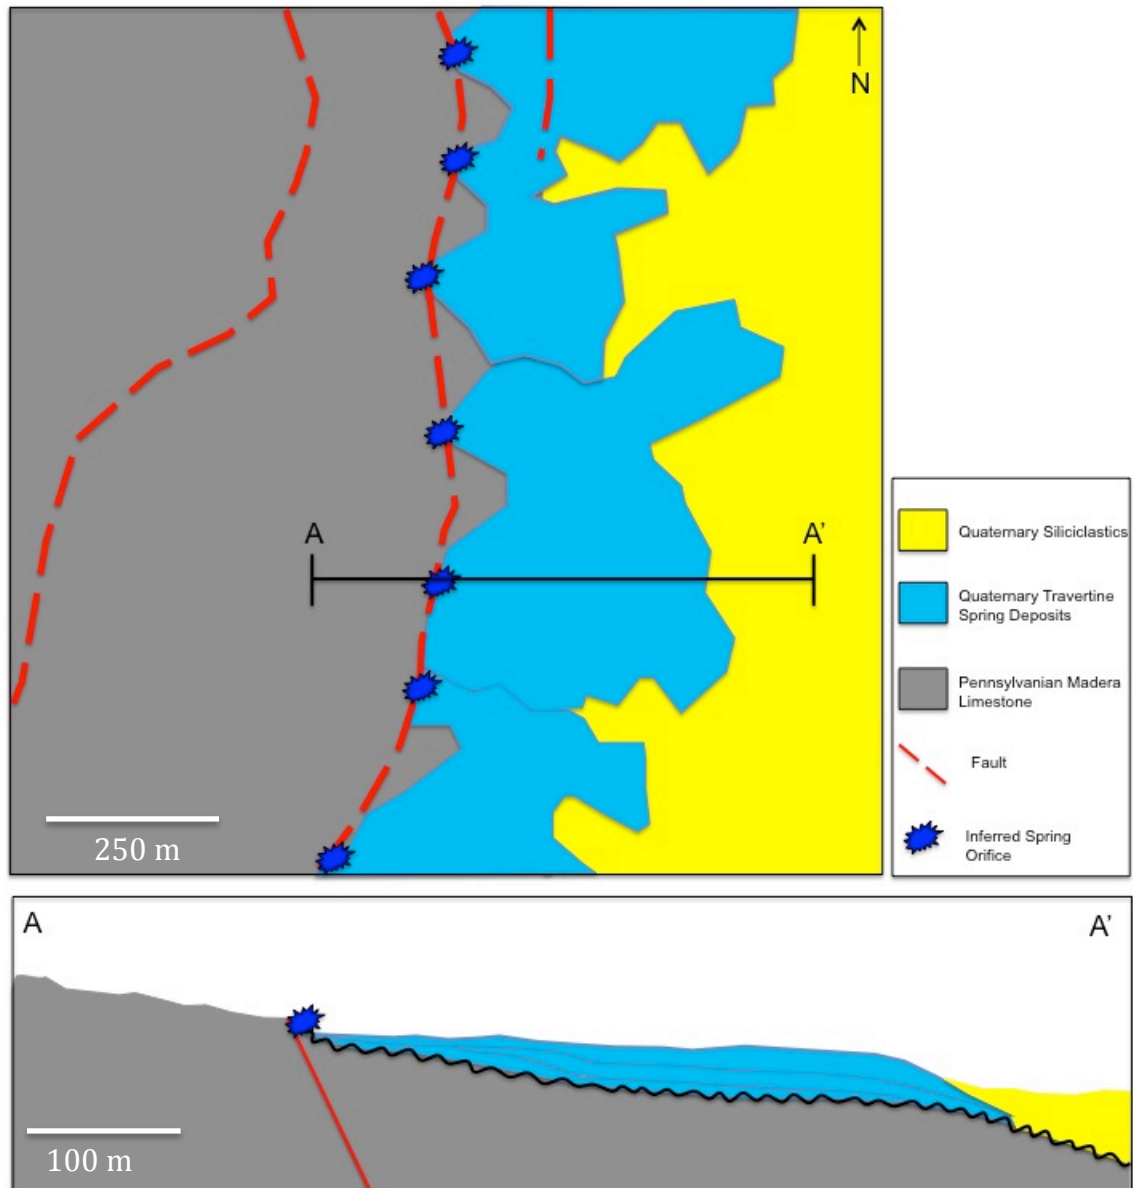 N
A
A'
250 m
Quaternary Siliciclastics
Quaternary Travertine
Spring Deposits
Pennsylvanian Madera
Limestone
Fault
Inferred Spring
Orifice
A
A'
100 m